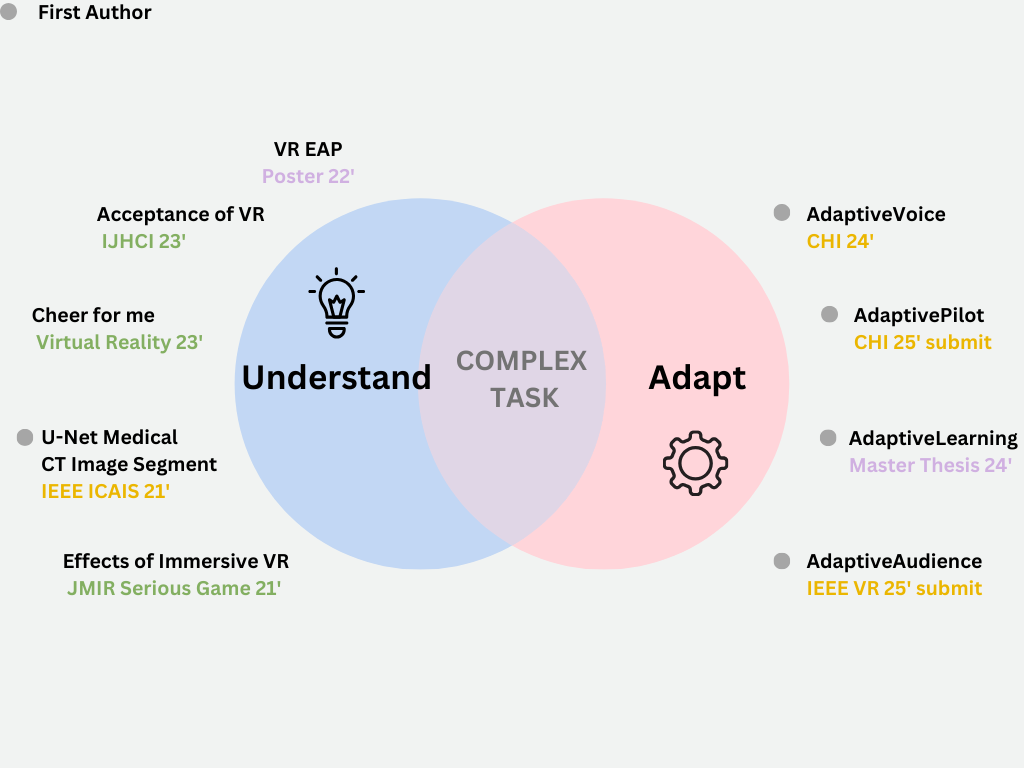 First Author
VR EAP
Poster 22'
Acceptance of VR
IJHCI 23'
Cheer for me
Virtual Reality 23'
U-Net Medical
CT Image Segment
IEEE ICAIS 21'
Effects of Immersive VR
JMIR Serious Game 21'
Understand
COMPLEX
TASK
Adapt
AdaptiveVoice
CHI 24'
AdaptivePilot
CHI 25' submit
AdaptiveLearning
Master Thesis 24'
AdaptiveAudience
IEEE VR 25' submit